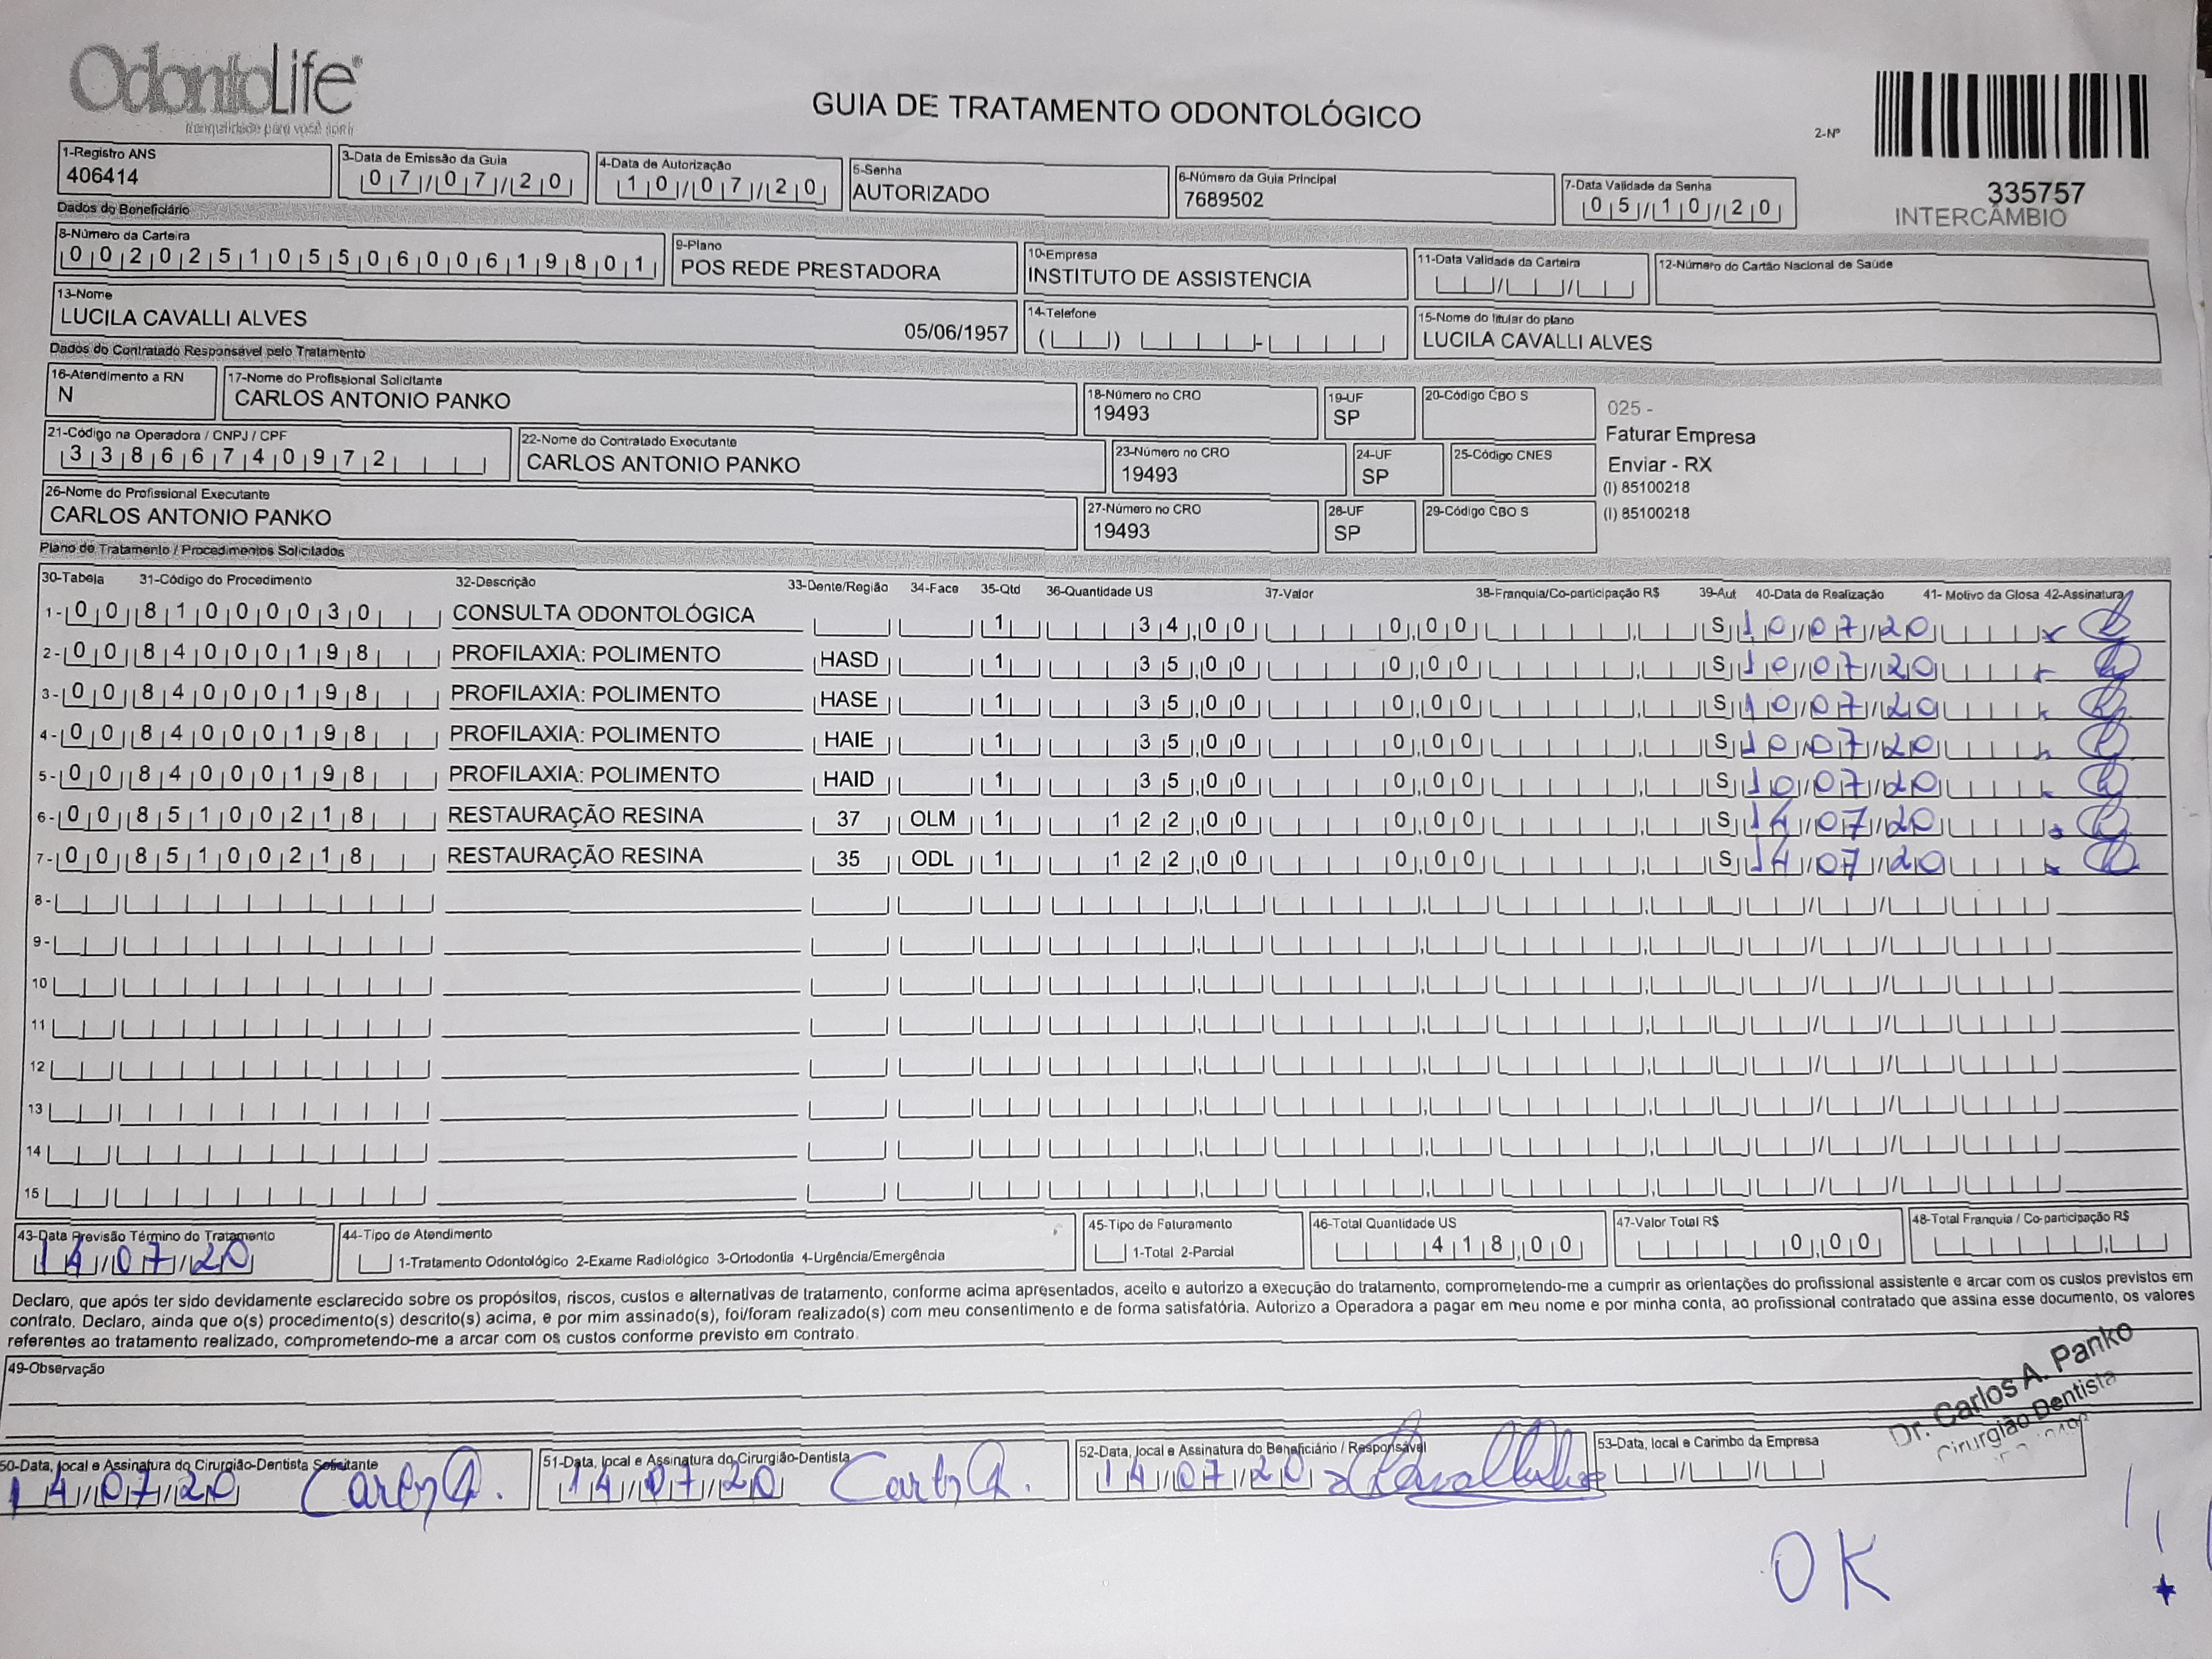 OdontoLife®
tranquilidade para você sorrir
GUIA DE TRATAMENTO ODONTOLÓGICO
2-Nº
335757
INTERCÂMBIO
1-Registro ANS
406414
3-Data de Emissão da Guia
07/07/20
4-Data de Autorização
10/07/20
5-Senha
AUTORIZADO
6-Número da Guia Principal
7689502
7-Data Validade da Senha
05/10/20
Dados do Beneficiário
8-Número da Carteira
00202510550600619801
9-Plano
POS REDE PRESTADORA
10-Empresa
INSTITUTO DE ASSISTENCIA
11-Data Validade da Carteira
12-Número do Cartão Nacional de Saúde
13-Nome
LUCILA CAVALLI ALVES 05/06/1957
14-Telefone
15-Nome do titular do plano
LUCILA CAVALLI ALVES
Dados do Contratado Responsável pelo Tratamento
16-Atendimento a RN
N
17-Nome do Profissional Solicitante
CARLOS ANTONIO PANKO
18-Número no CRO
19493
19-UF
SP
20-Código CBO S
025 -
Faturar Empresa
Enviar - RX
(I) 85100218
(I) 85100218
21-Código na Operadora / CNPJ / CPF
33866740972
22-Nome do Contratado Executante
CARLOS ANTONIO PANKO
23-Número no CRO
19493
24-UF
SP
25-Código CNES
26-Nome do Profissional Executante
CARLOS ANTONIO PANKO
27-Número no CRO
19493
28-UF
SP
29-Código CBO S
Plano de Tratamento / Procedimentos Solicitados
30-Tabela 31-Código do Procedimento 32-Descrição 33-Dente/Região 34-Face 35-Qtd 36-Quantidade US 37-Valor 38-Franquia/Co-participação R$ 39-Aut 40-Data de Realização 41- Motivo da Glosa 42-Assinatura
1- 00 81000030 CONSULTA ODONTOLÓGICA 1 34,00 0,00 S 10/07/20
2- 00 84000198 PROFILAXIA: POLIMENTO HASD 1 35,00 0,00 S 10/07/20
3- 00 84000198 PROFILAXIA: POLIMENTO HASE 1 35,00 0,00 S 10/07/20
4- 00 84000198 PROFILAXIA: POLIMENTO HAIE 1 35,00 0,00 S 10/07/20
5- 00 84000198 PROFILAXIA: POLIMENTO HAID 1 35,00 0,00 S 10/07/20
6- 00 85100218 RESTAURAÇÃO RESINA 37 OLM 1 122,00 0,00 S 14/07/20
7- 00 85100218 RESTAURAÇÃO RESINA 35 ODL 1 122,00 0,00 S 14/07/20
8-
9-
10
11
12
13
14
15
43-Data Previsão Término do Tratamento
14/07/20
44-Tipo de Atendimento
1-Tratamento Odontológico 2-Exame Radiológico 3-Ortodontia 4-Urgência/Emergência
45-Tipo de Faturamento
1-Total 2-Parcial
46-Total Quantidade US
418,00
47-Valor Total R$
0,00
48-Total Franquia / Co-participação R$
Declaro, que após ter sido devidamente esclarecido sobre os propósitos, riscos, custos e alternativas de tratamento, conforme acima apresentados, aceito e autorizo a execução do tratamento, comprometendo-me a cumprir as orientações do profissional assistente e arcar com os custos previstos em
contrato. Declaro, ainda que o(s) procedimento(s) descrito(s) acima, e por mim assinado(s), foi/foram realizado(s) com meu consentimento e de forma satisfatória. Autorizo a Operadora a pagar em meu nome e por minha conta, ao profissional contratado que assina esse documento, os valores
referentes ao tratamento realizado, comprometendo-me a arcar com os custos conforme previsto em contrato.
49-Observação
Dr. Carlos A. Panko
Cirurgião Dentista
50-Data, local e Assinatura do Cirurgião-Dentista Solicitante
14/07/20 Carlos A.
51-Data, local e Assinatura do Cirurgião-Dentista
14/07/20 Carlos A.
52-Data, local e Assinatura do Beneficiário / Responsável
14/07/20
53-Data, local e Carimbo da Empresa
OK